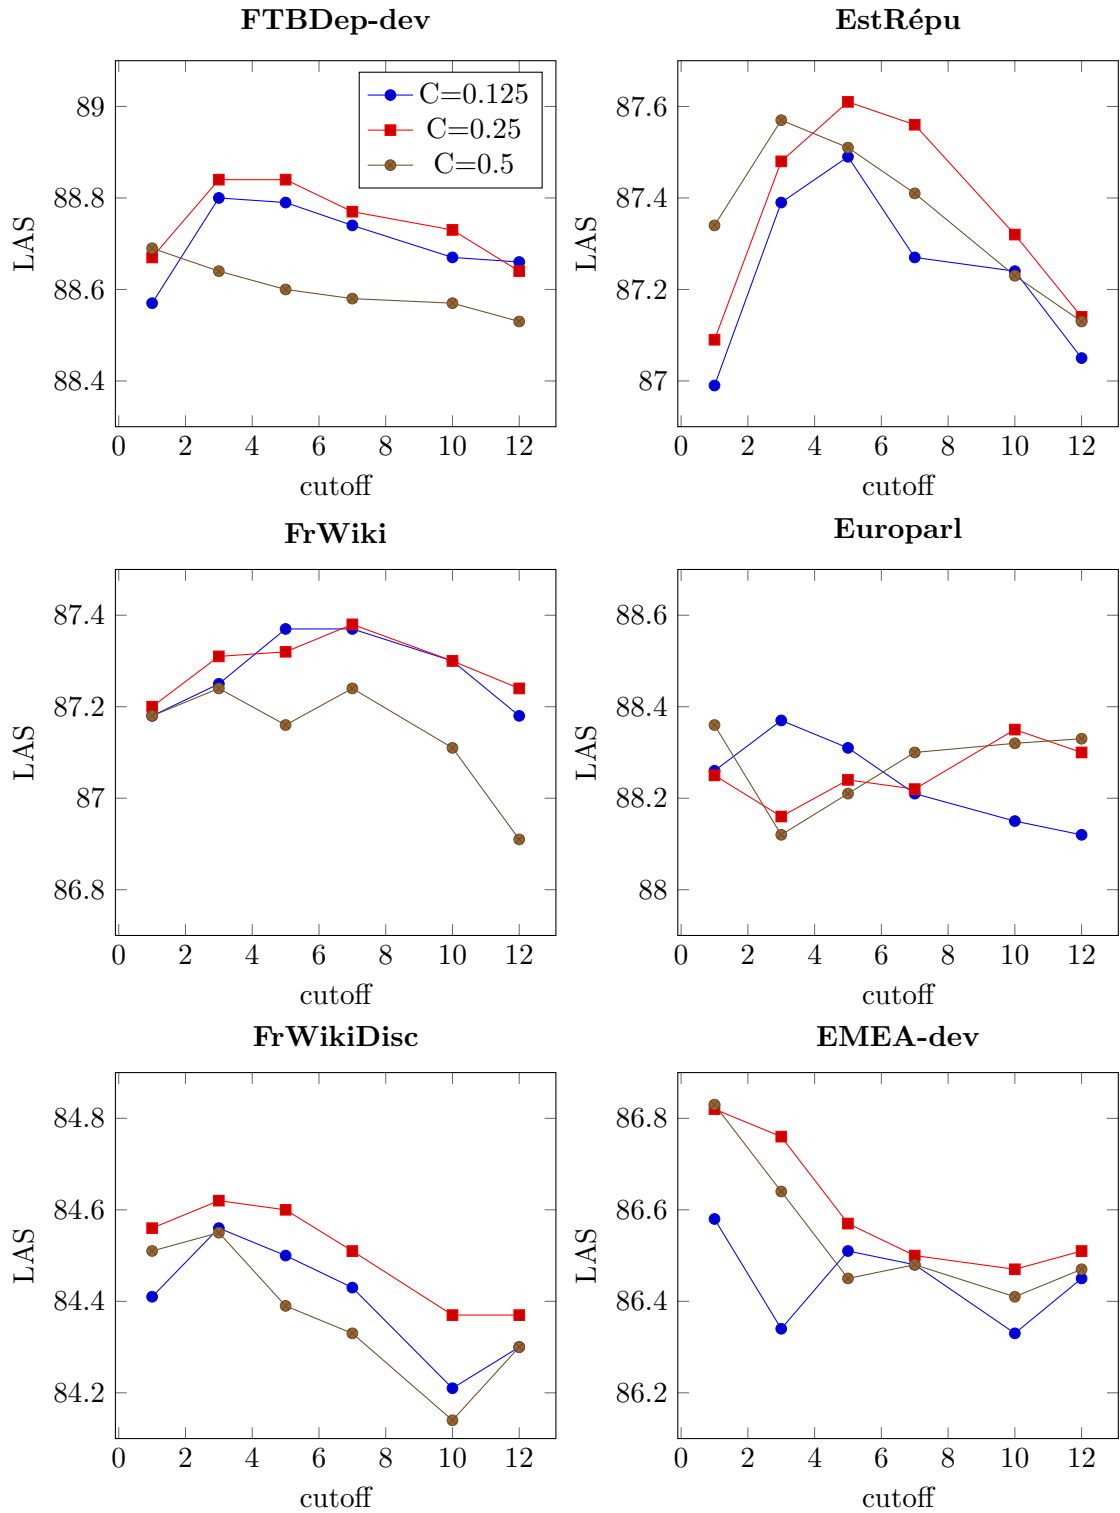 FTBDep-dev
89
88.8
88.6
88.4
LAS
C=0.125
C=0.25
C=0.5
0 2 4 6 8 10 12
cutoff
EstRépu
87.6
87.4
87.2
87
LAS
0 2 4 6 8 10 12
cutoff
FrWiki
87.4
87.2
87
86.8
LAS
0 2 4 6 8 10 12
cutoff
Europarl
88.6
88.4
88.2
88
LAS
0 2 4 6 8 10 12
cutoff
FrWikiDisc
84.8
84.6
84.4
84.2
LAS
0 2 4 6 8 10 12
cutoff
EMEA-dev
86.8
86.6
86.4
86.2
LAS
0 2 4 6 8 10 12
cutoff